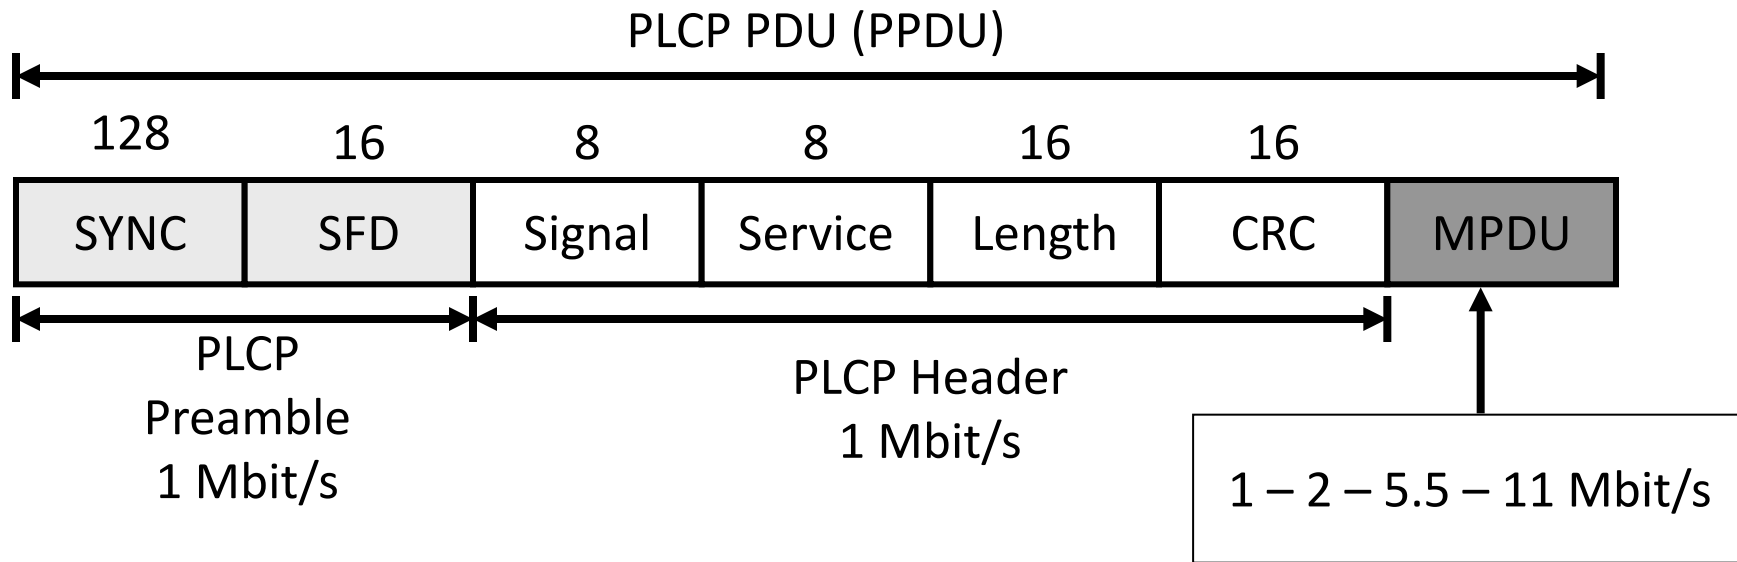 PLCP PDU (PPDU)
128 16 8 8 16 16
SYNC SFD Signal Service Length CRC MPDU
PLCP
Preamble
1 Mbit/s
PLCP Header
1 Mbit/s
1 – 2 – 5.5 – 11 Mbit/s